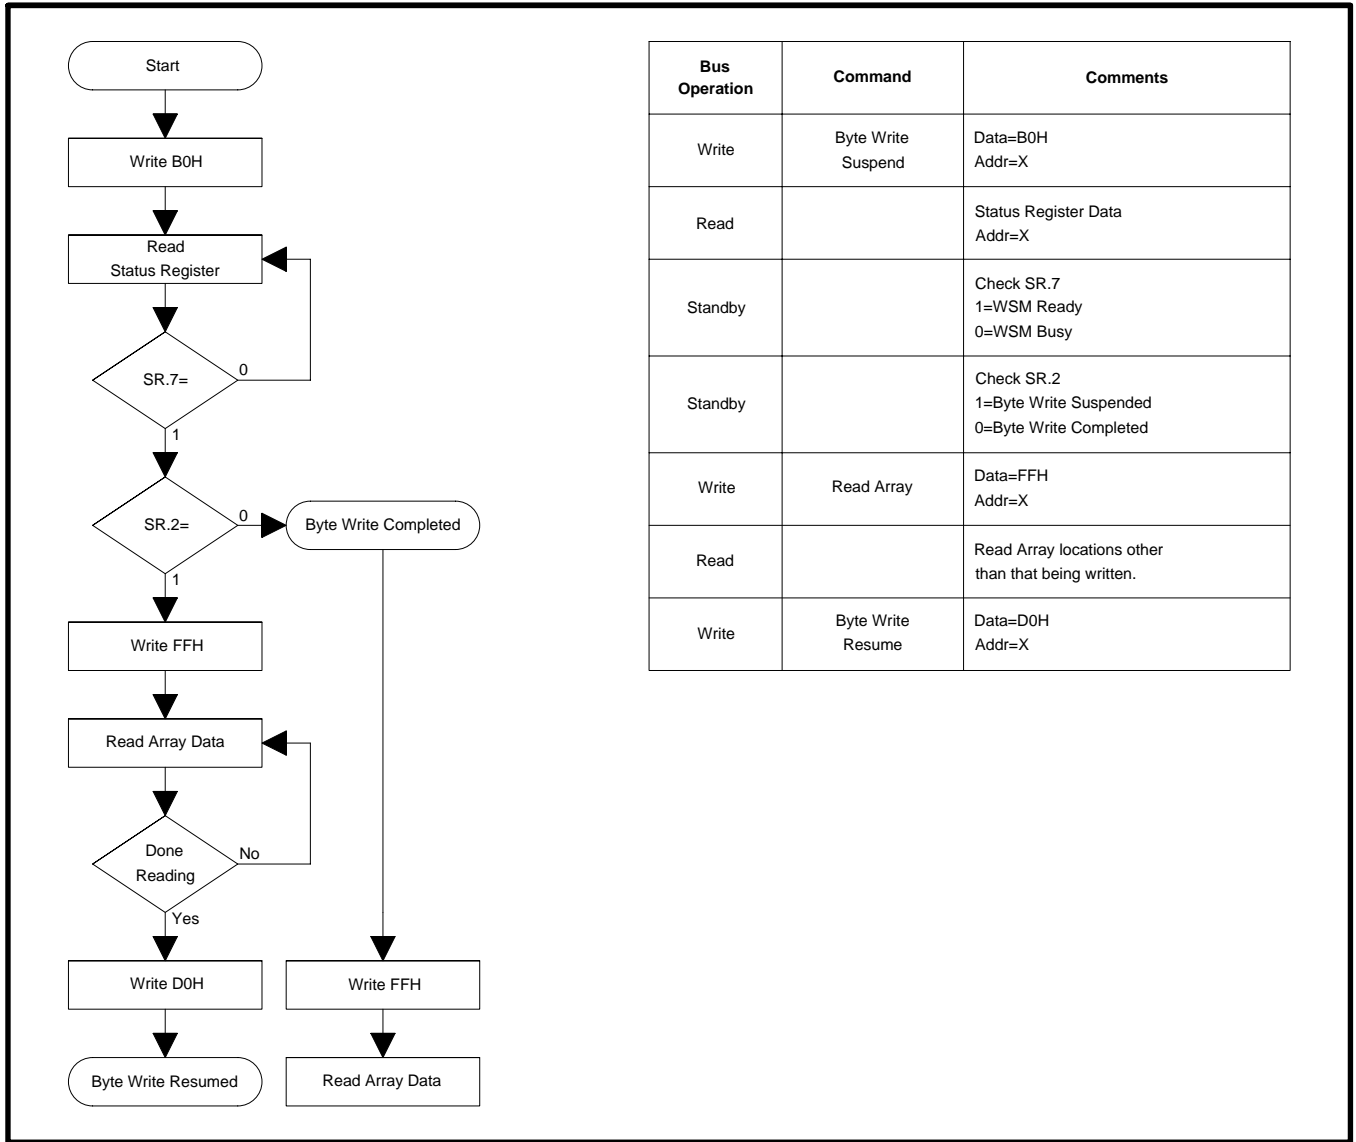 Start
Write B0H
Read
Status Register
SR.7=
0
1
SR.2=
0
Byte Write Completed
1
Write FFH
Read Array Data
Done
Reading
No
Yes
Write D0H
Write FFH
Byte Write Resumed
Read Array Data
Bus
Operation
Command
Comments
Write
Byte Write
Suspend
Data=B0H
Addr=X
Read
Status Register Data
Addr=X
Standby
Check SR.7
1=WSM Ready
0=WSM Busy
Standby
Check SR.2
1=Byte Write Suspended
0=Byte Write Completed
Write
Read Array
Data=FFH
Addr=X
Read
Read Array locations other
than that being written.
Write
Byte Write
Resume
Data=D0H
Addr=X